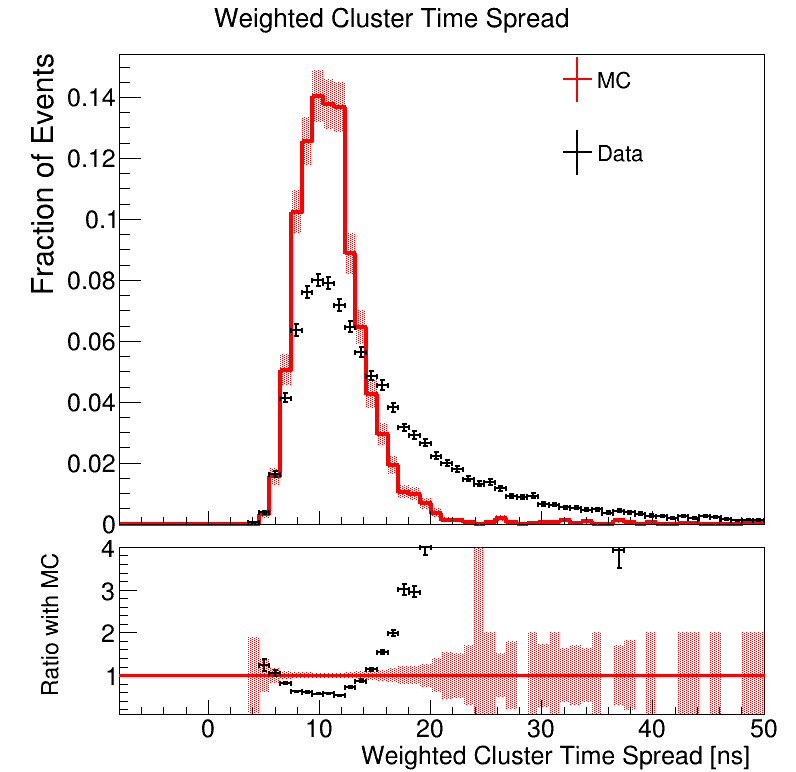 Weighted Cluster Time Spread
Fraction of Events
0.14
0.12
0.1
0.08
0.06
0.04
0.02
0
MC
Data
Ratio with MC
4
3
2
1
0 10 20 30 40 50
Weighted Cluster Time Spread [ns]